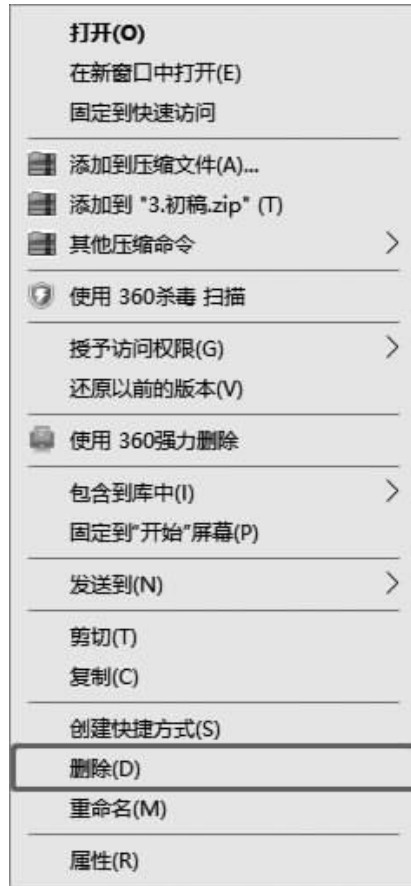 打开(O)
在新窗口中打开(E)
固定到快速访问
添加到压缩文件(A)...
添加到 "3.初稿.zip" (T)
其他压缩命令
使用 360杀毒 扫描
授予访问权限(G)
还原以前的版本(V)
使用 360强力删除
包含到库中(I)
固定到"开始"屏幕(P)
发送到(N)
剪切(T)
复制(C)
创建快捷方式(S)
删除(D)
重命名(M)
属性(R)